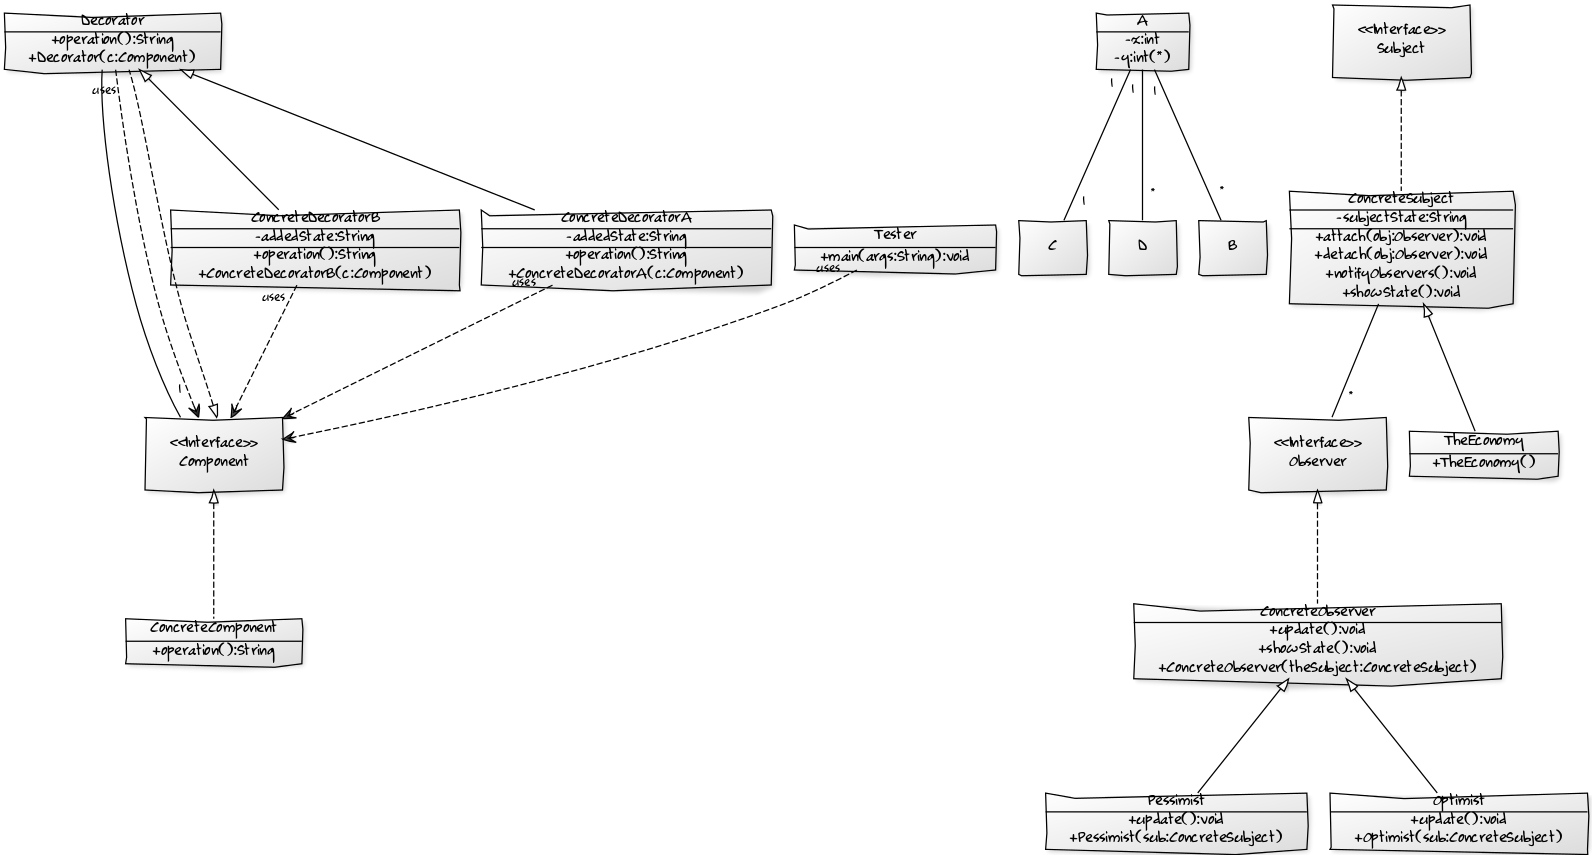 Decorator
+operation():String
+Decorator(c:Component)
uses
1
ConcreteDecoratorB
-addedState:String
+operation():String
+ConcreteDecoratorB(c:Component)
uses
ConcreteDecoratorA
-addedState:String
+operation():String
+ConcreteDecoratorA(c:Component)
uses
Tester
+main(args:String):void
uses
<<Interface>>
Component
ConcreteComponent
+operation():String
A
-x:int
-y:int(*)
1
1
1
1
*
*
C
D
B
<<Interface>>
Subject
ConcreteSubject
-subjectState:String
+attach(obj:Observer):void
+detach(obj:Observer):void
+notifyObservers():void
+showState():void
*
<<Interface>>
Observer
TheEconomy
+TheEconomy()
ConcreteObserver
+update():void
+showState():void
+ConcreteObserver(theSubject:ConcreteSubject)
Pessimist
+update():void
+Pessimist(sub:ConcreteSubject)
Optimist
+update():void
+Optimist(sub:ConcreteSubject)